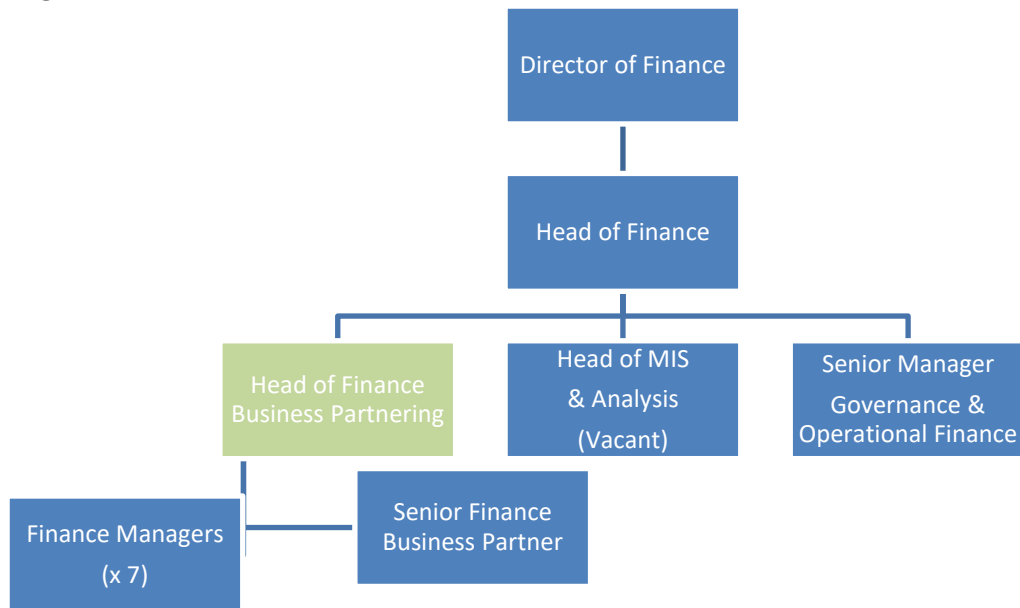 Director of Finance
Head of Finance
Head of Finance
Business Partnering
Head of MIS
& Analysis
(Vacant)
Senior Manager
Governance &
Operational Finance
Finance Managers
(x 7)
Senior Finance
Business Partner